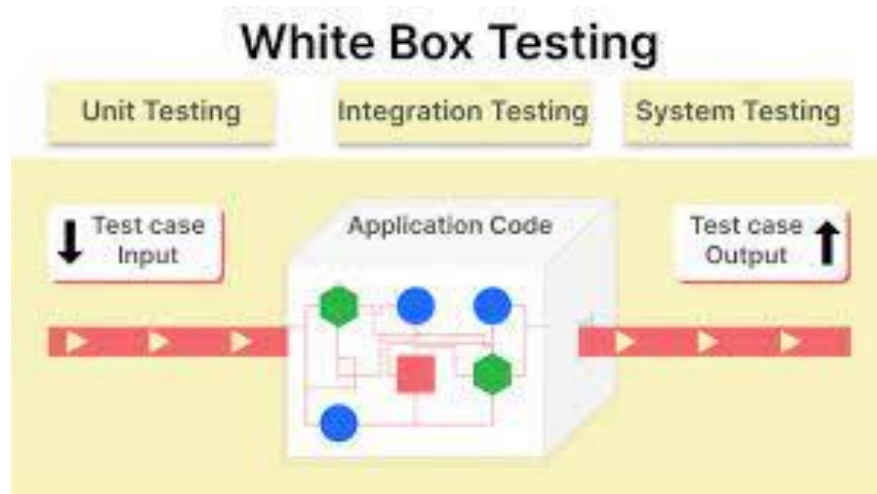 White Box Testing
Unit Testing
Integration Testing
System Testing
Test case
Input
Application Code
Test case
Output